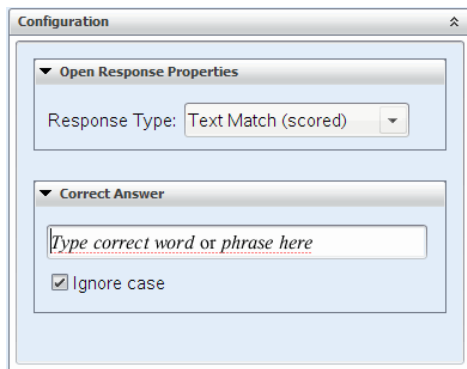 Configuration
Open Response Properties
Response Type: Text Match (scored)
Correct Answer
Type correct word or phrase here
Ignore case